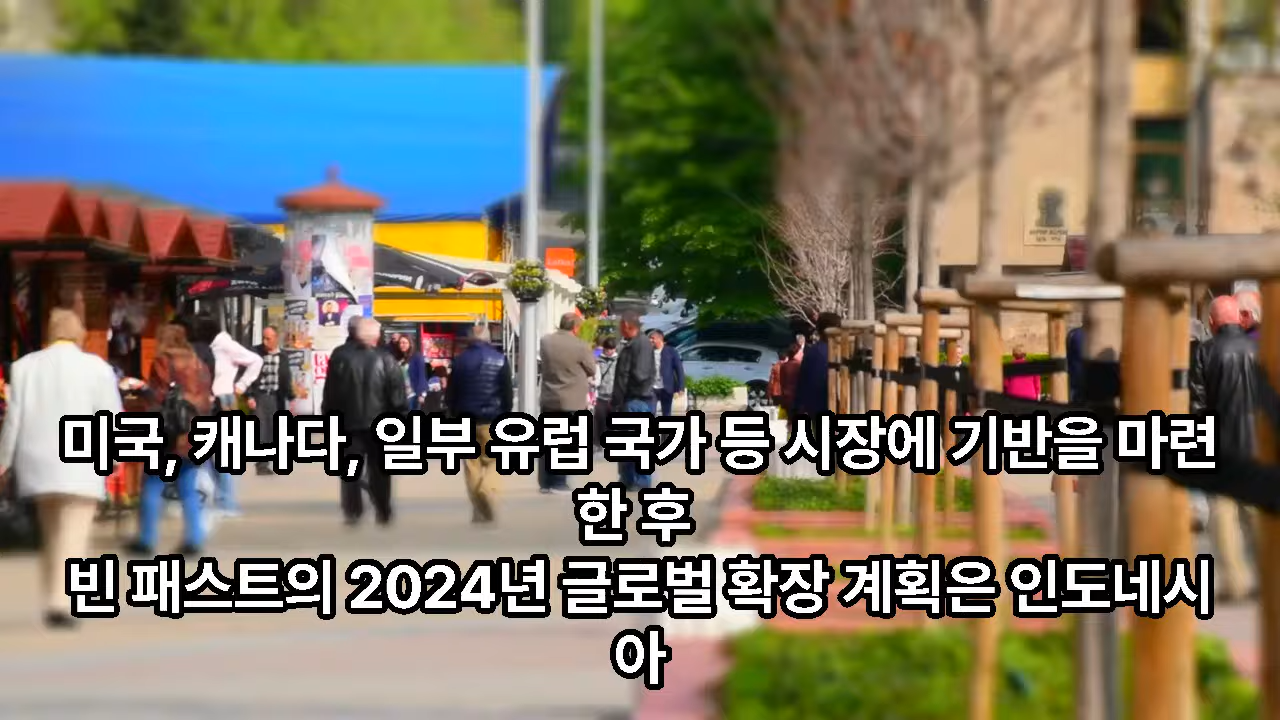 미국, 캐나다, 일부 유럽 국가 등 시장에 기반을 마련
한 후
빈 패스트의 2024년 글로벌 확장 계획은 인도네시
아